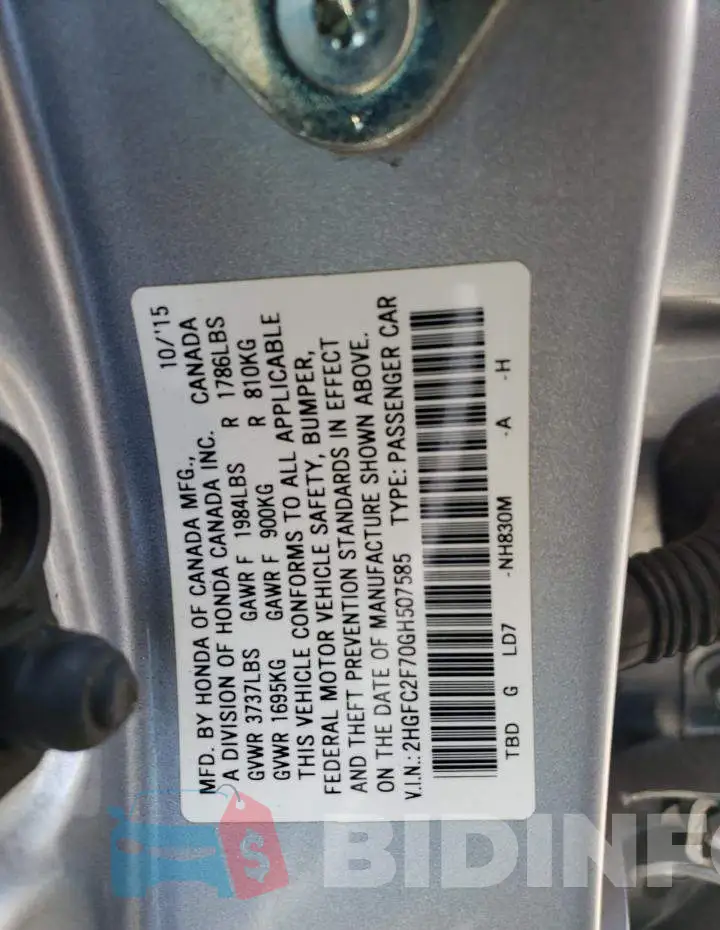 MFD. BY HONDA OF CANADA MFG., 10/'15
A DIVISION OF HONDA CANADA INC. CANADA
GVWR 3737LBS GAWR F 1984LBS R 1786LBS
GVWR 1695KG GAWR F 900KG R 810KG
THIS VEHICLE CONFORMS TO ALL APPLICABLE
FEDERAL MOTOR VEHICLE SAFETY, BUMPER,
AND THEFT PREVENTION STANDARDS IN EFFECT
ON THE DATE OF MANUFACTURE SHOWN ABOVE.
V.I.N.:2HGFC2F70GH507585 TYPE:PASSENGER CAR
TBD G LD7 -NH830M -A -H
$ BIDINF